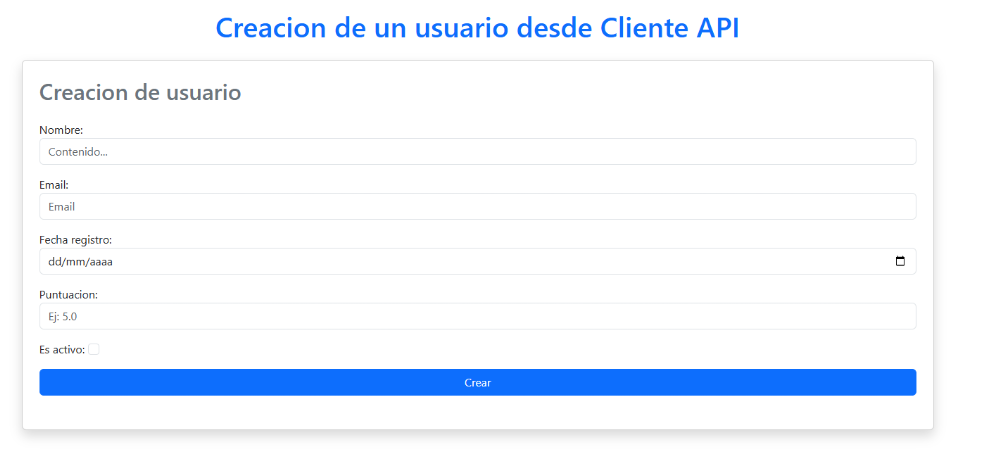 Creacion de un usuario desde Cliente API
Creacion de usuario
Nombre:
Contenido...
Email:
Email
Fecha registro:
dd/mm/aaaa
Puntuacion:
Ej: 5.0
Es activo:
Crear